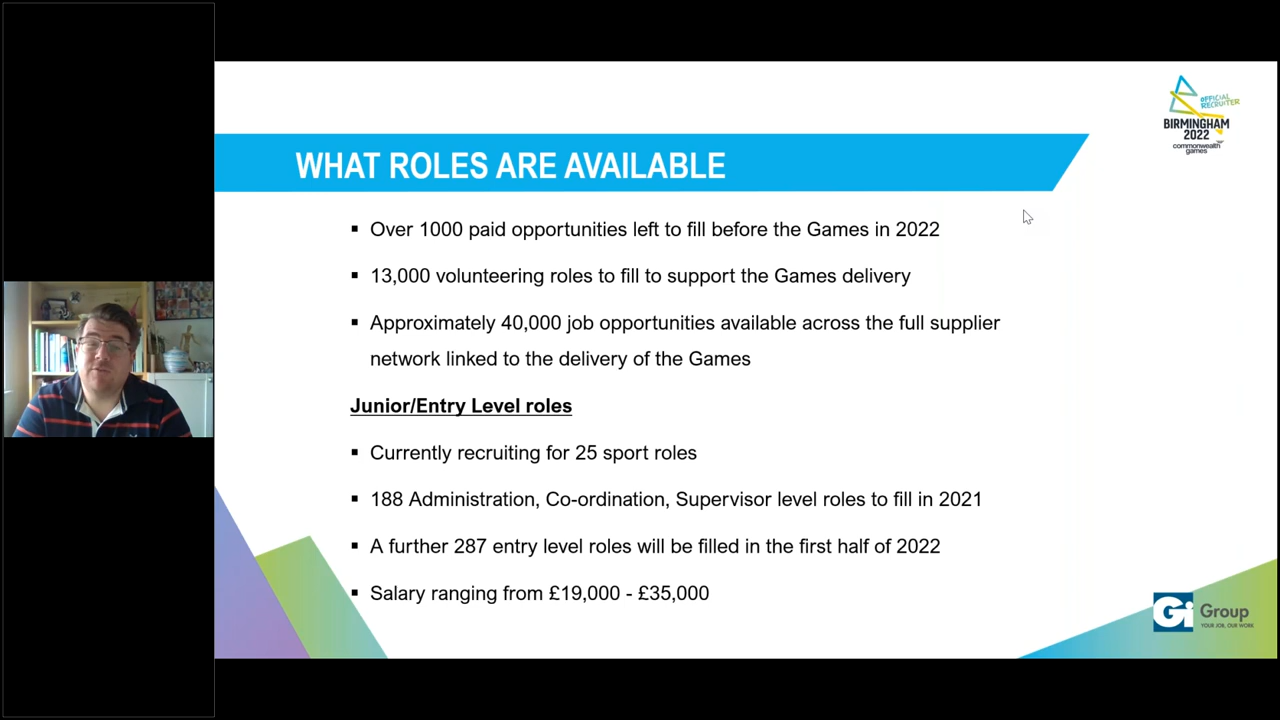 OFFICIAL
RECRUITER
BIRMINGHAM
2022
commonwealth
games
WHAT ROLES ARE AVAILABLE
▪ Over 1000 paid opportunities left to fill before the Games in 2022
▪ 13,000 volunteering roles to fill to support the Games delivery
▪ Approximately 40,000 job opportunities available across the full supplier
network linked to the delivery of the Games
Junior/Entry Level roles
▪ Currently recruiting for 25 sport roles
▪ 188 Administration, Co-ordination, Supervisor level roles to fill in 2021
▪ A further 287 entry level roles will be filled in the first half of 2022
▪ Salary ranging from £19,000 - £35,000
Gi Group
YOUR JOB, OUR WORK